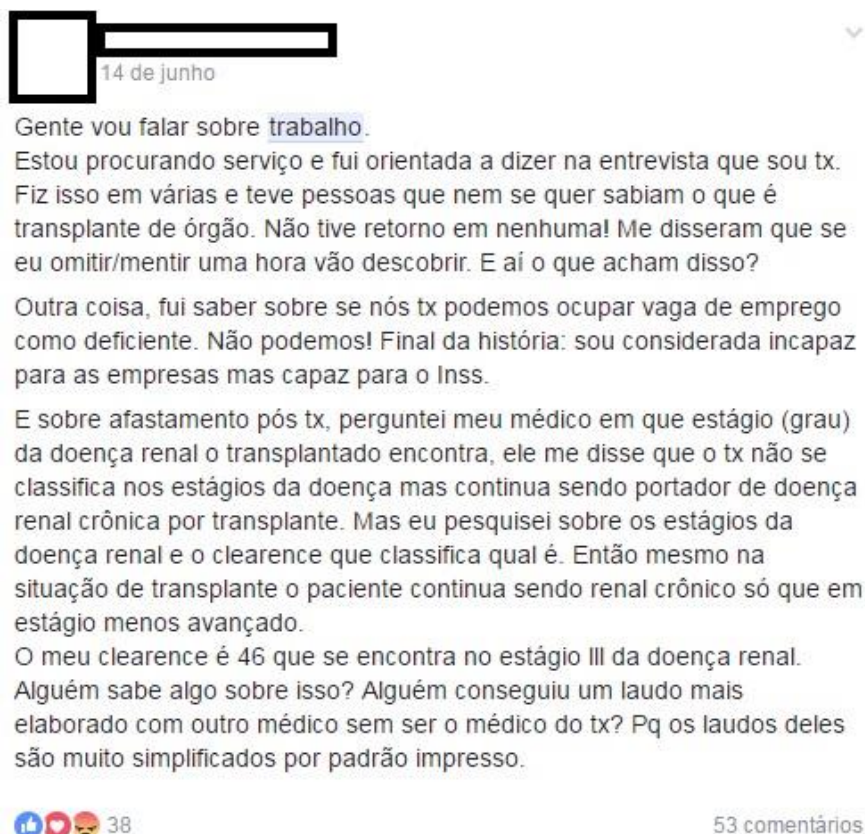 14 de junho
Gente vou falar sobre trabalho.
Estou procurando serviço e fui orientada a dizer na entrevista que sou tx.
Fiz isso em várias e teve pessoas que nem se quer sabiam o que é
transplante de órgão. Não tive retorno em nenhuma! Me disseram que se
eu omitir/mentir uma hora vão descobrir. E aí o que acham disso?
Outra coisa, fui saber sobre se nós tx podemos ocupar vaga de emprego
como deficiente. Não podemos! Final da história: sou considerada incapaz
para as empresas mas capaz para o Inss.
E sobre afastamento pós tx, perguntei meu médico em que estágio (grau)
da doença renal o transplantado encontra, ele me disse que o tx não se
classifica nos estágios da doença mas continua sendo portador de doença
renal crônica por transplante. Mas eu pesquisei sobre os estágios da
doença renal e o clearence que classifica qual é. Então mesmo na
situação de transplante o paciente continua sendo renal crônico só que em
estágio menos avançado.
O meu clearence é 46 que se encontra no estágio III da doença renal.
Alguém sabe algo sobre isso? Alguém conseguiu um laudo mais
elaborado com outro médico sem ser o médico do tx? Pq os laudos deles
são muito simplificados por padrão impresso.
38 53 comentários